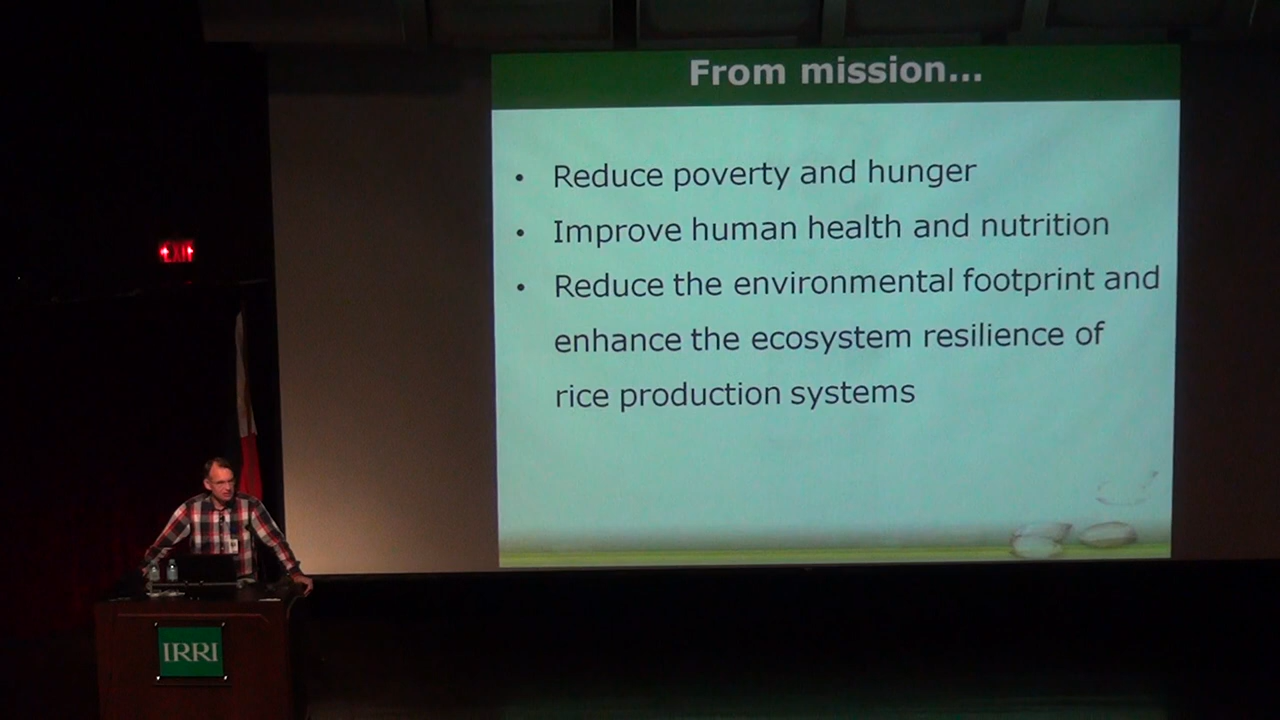 From mission...
• Reduce poverty and hunger
• Improve human health and nutrition
• Reduce the environmental footprint and
enhance the ecosystem resilience of
rice production systems
EXIT
IRRI